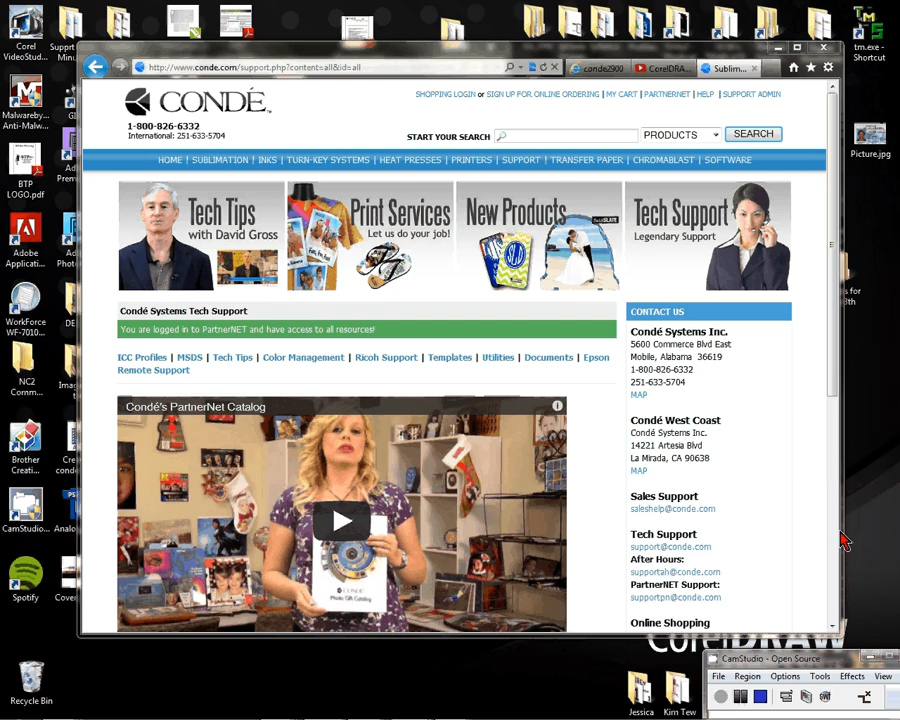 Corel
VideoStud...
Supprt
Minu
tm.exe -
Shortcut
Malwareby...
Anti-Malw...
BTP
LOGO.pdf
Picture.jpg
Adobe
Applicatio...
WorkForce
WF-7010...
NC2
Comm...
Brother
Creati...
CamStudio...
Spotify
Cover
Recycle Bin
http://www.conde.com/support.php?content=all&id=all
conde2900
CorelDRA...
Sublim...
CONDÉ
1-800-826-6332
International: 251-633-5704
SHOPPING LOGIN or SIGN UP FOR ONLINE ORDERING | MY CART | PARTNERNET | HELP | SUPPORT ADMIN
START YOUR SEARCH
PRODUCTS
SEARCH
HOME | SUBLIMATION | INKS | TURN-KEY SYSTEMS | HEAT PRESSES | PRINTERS | SUPPORT | TRANSFER PAPER | CHROMABLAST | SOFTWARE
Tech Tips
with David Gross
Print Services
Let us do your job!
New Products
Tech Support
Legendary Support
Condé Systems Tech Support
You are logged in to PartnerNET and have access to all resources!
ICC Profiles | MSDS | Tech Tips | Color Management | Ricoh Support | Templates | Utilities | Documents | Epson
Remote Support
Condé's PartnerNet Catalog
CONDÉ
Photo Gift Catalog
CONTACT US
Condé Systems Inc.
5600 Commerce Blvd East
Mobile, Alabama 36619
1-800-826-6332
251-633-5704
MAP
Condé West Coast
Condé Systems Inc.
14221 Artesia Blvd
La Mirada, CA 90638
MAP
Sales Support
saleshelp@conde.com
Tech Support
support@conde.com
After Hours:
supportah@conde.com
PartnerNET Support:
supportpn@conde.com
Online Shopping
CorelDRAW
CamStudio - Open Source
File Region Options Tools Effects View
Jessica
Kim Tew